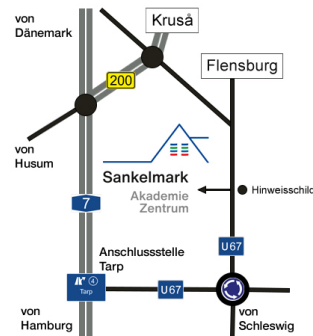 von
Dänemark
Kruså
Flensburg
200
von
Husum
Sankelmark
Akademie
Zentrum
Hinweisschild
7
U67
Anschlussstelle
Tarp
4
Tarp
U67
von
Hamburg
von
Schleswig